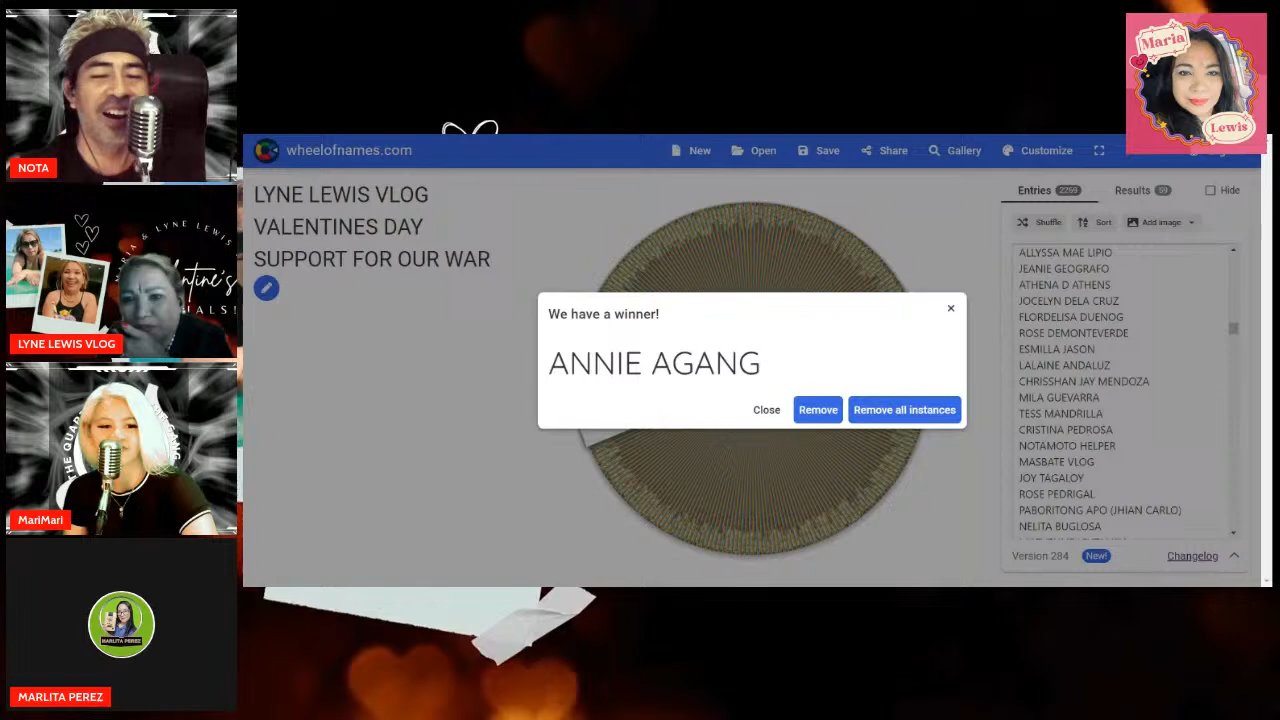 NOTA
LYNE LEWIS VLOG
MariMari
MARLITA PEREZ
MARLITA PEREZ
Maria
Lewis
wheelofnames.com
New
Open
Save
Share
Gallery
Customize
LYNE LEWIS VLOG
VALENTINES DAY
SUPPORT FOR OUR WAR
We have a winner!
ANNIE AGANG
Close
Remove
Remove all instances
Entries 2259
Results 59
Hide
Shuffle
Sort
Add image
ALLYSSA MAE LIPIO
JEANIE GEOGRAFO
ATHENA D ATHENS
JOCELYN DELA CRUZ
FLORDELISA DUENOG
ROSE DEMONTEVERDE
ESMILLA JASON
LALAINE ANDALUZ
CHRISSHAN JAY MENDOZA
MILA GUEVARRA
TESS MANDRILLA
CRISTINA PEDROSA
NOTAMOTO HELPER
MASBATE VLOG
JOY TAGALOY
ROSE PEDRIGAL
PABORITONG APO (JHIAN CARLO)
NELITA BUGLOSA
Version 284
New!
Changelog